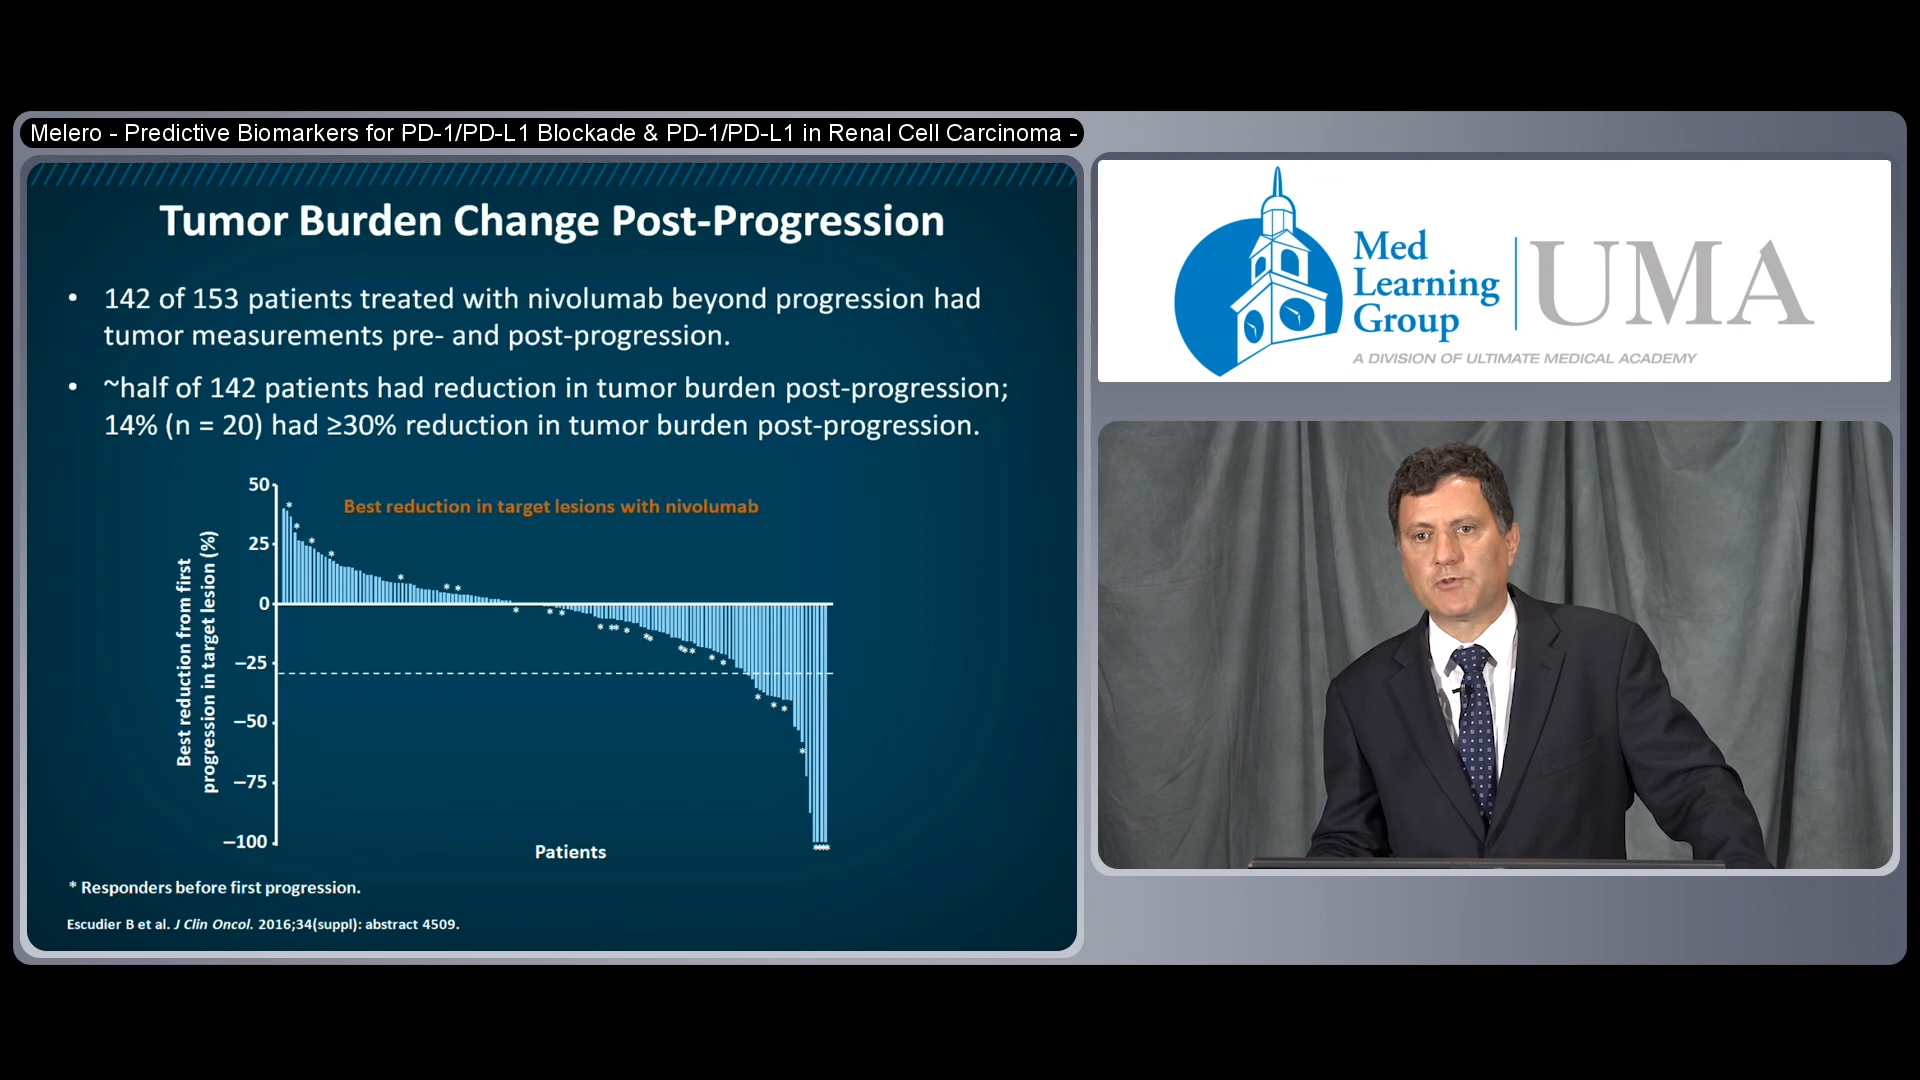 Melero - Predictive Biomarkers for PD-1/PD-L1 Blockade & PD-1/PD-L1 in Renal Cell Carcinoma -
Tumor Burden Change Post-Progression
• 142 of 153 patients treated with nivolumab beyond progression had
tumor measurements pre- and post-progression.
• ~half of 142 patients had reduction in tumor burden post-progression;
14% (n = 20) had ≥30% reduction in tumor burden post-progression.
Best reduction in target lesions with nivolumab
Best reduction from first
progression in target lesion (%)
50
25
0
–25
–50
–75
–100
Patients
* Responders before first progression.
Escudier B et al. J Clin Oncol. 2016;34(suppl): abstract 4509.
Med
Learning
Group
UMA
A DIVISION OF ULTIMATE MEDICAL ACADEMY